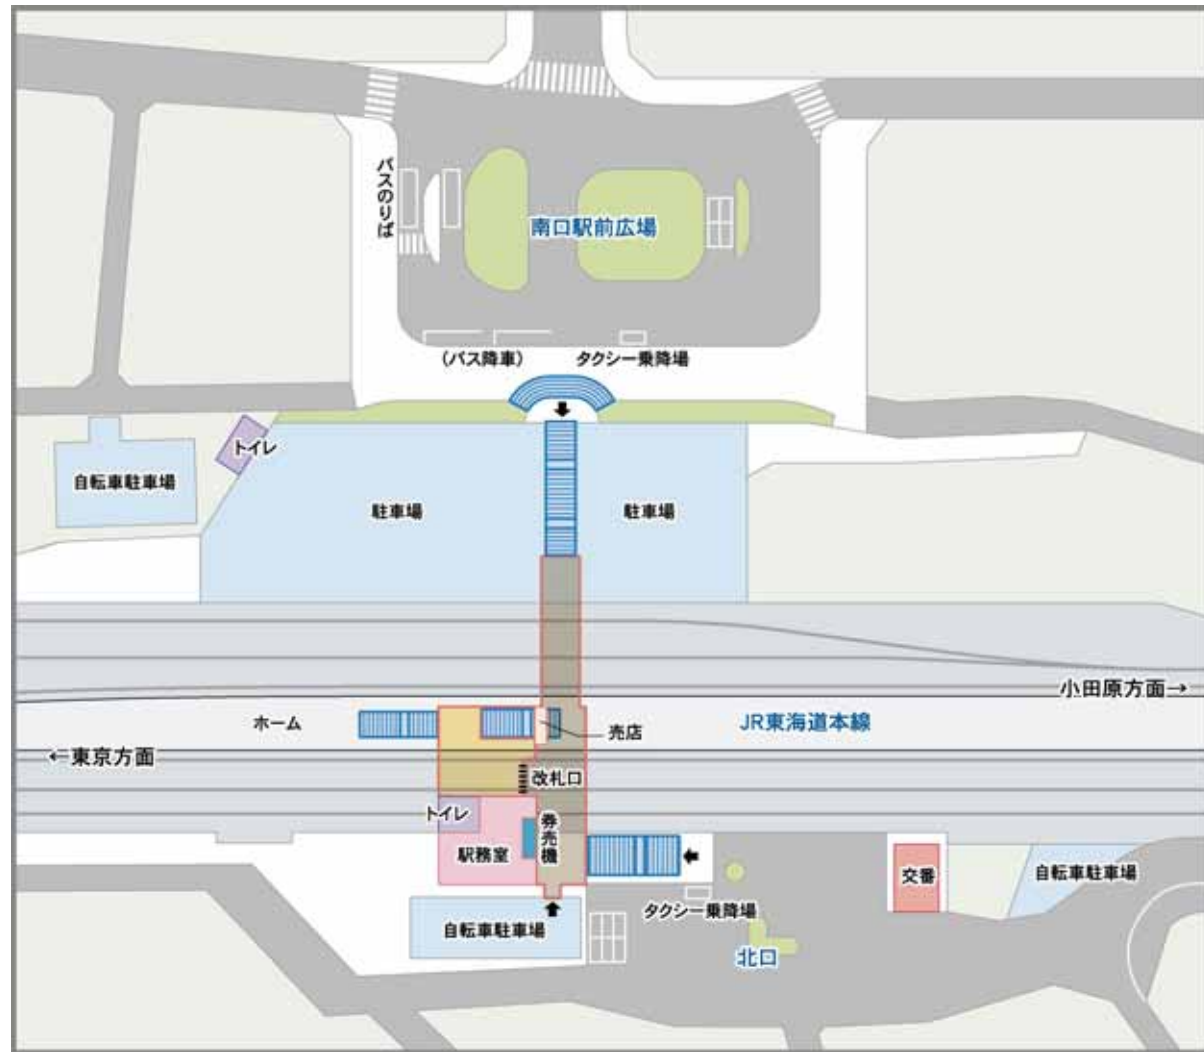 バスのりば
南口駅前広場
（バス降車）
タクシー乗降場
トイレ
自転車駐車場
駐車場
駐車場
小田原方面→
ホーム
売店
JR東海道本線
←東京方面
改札口
トイレ
券売機
駅務室
交番
自転車駐車場
タクシー乗降場
自転車駐車場
北口